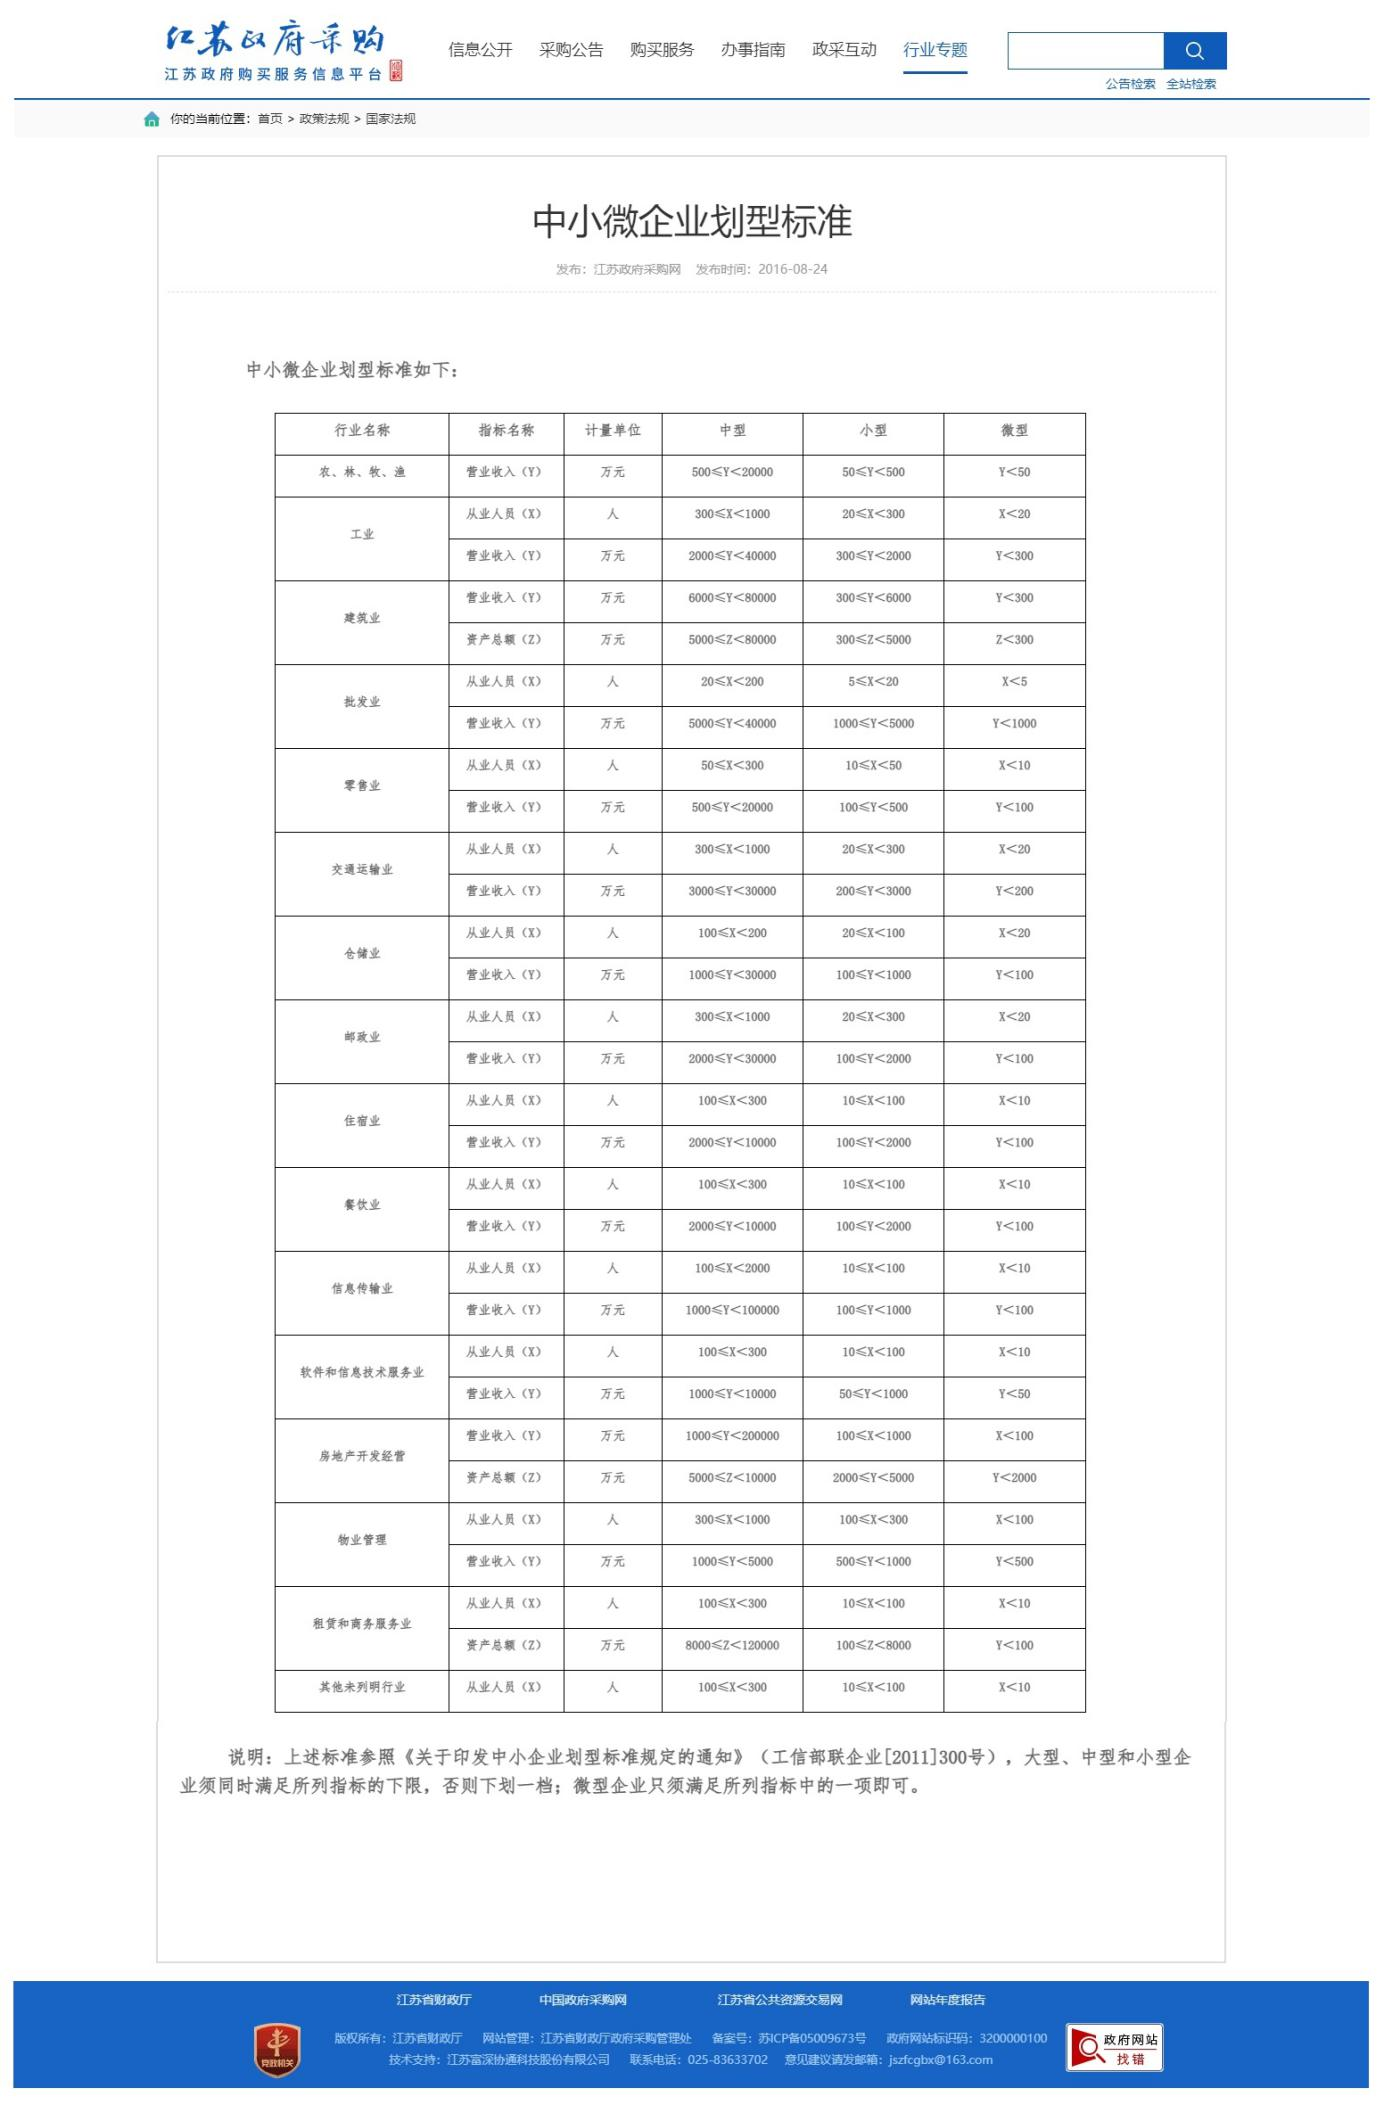 江苏政府采购
江苏政府购买服务信息平台
信息公开 采购公告 购买服务 办事指南 政采互动 行业专题
公告检索 全站检索
你的当前位置：首页 > 政策法规 > 国家法规
中小微企业划型标准
发布：江苏政府采购网 发布时间：2016-08-24
中小微企业划型标准如下：
行业名称 指标名称 计量单位 中型 小型 微型
农、林、牧、渔 营业收入（Y） 万元 500≤Y＜20000 50≤Y＜500 Y＜50
工业 从业人员（X） 人 300≤X＜1000 20≤X＜300 X＜20
营业收入（Y） 万元 2000≤Y＜40000 300≤Y＜2000 Y＜300
建筑业 营业收入（Y） 万元 6000≤Y＜80000 300≤Y＜6000 Y＜300
资产总额（Z） 万元 5000≤Z＜80000 300≤Z＜5000 Z＜300
批发业 从业人员（X） 人 20≤X＜200 5≤X＜20 X＜5
营业收入（Y） 万元 5000≤Y＜40000 1000≤Y＜5000 Y＜1000
零售业 从业人员（X） 人 50≤X＜300 10≤X＜50 X＜10
营业收入（Y） 万元 500≤Y＜20000 100≤Y＜500 Y＜100
交通运输业 从业人员（X） 人 300≤X＜1000 20≤X＜300 X＜20
营业收入（Y） 万元 3000≤Y＜30000 200≤Y＜3000 Y＜200
仓储业 从业人员（X） 人 100≤X＜200 20≤X＜100 X＜20
营业收入（Y） 万元 1000≤Y＜30000 100≤Y＜1000 Y＜100
邮政业 从业人员（X） 人 300≤X＜1000 20≤X＜300 X＜20
营业收入（Y） 万元 2000≤Y＜30000 100≤Y＜2000 Y＜100
住宿业 从业人员（X） 人 100≤X＜300 10≤X＜100 X＜10
营业收入（Y） 万元 2000≤Y＜10000 100≤Y＜2000 Y＜100
餐饮业 从业人员（X） 人 100≤X＜300 10≤X＜100 X＜10
营业收入（Y） 万元 2000≤Y＜10000 100≤Y＜2000 Y＜100
信息传输业 从业人员（X） 人 100≤X＜2000 10≤X＜100 X＜10
营业收入（Y） 万元 1000≤Y＜100000 100≤Y＜1000 Y＜100
软件和信息技术服务业 从业人员（X） 人 100≤X＜300 10≤X＜100 X＜10
营业收入（Y） 万元 1000≤Y＜10000 50≤Y＜1000 Y＜50
房地产开发经营 营业收入（Y） 万元 1000≤Y＜200000 100≤X＜1000 X＜100
资产总额（Z） 万元 5000≤Z＜10000 2000≤Y＜5000 Y＜2000
物业管理 从业人员（X） 人 300≤X＜1000 100≤X＜300 X＜100
营业收入（Y） 万元 1000≤Y＜5000 500≤Y＜1000 Y＜500
租赁和商务服务业 从业人员（X） 人 100≤X＜300 10≤X＜100 X＜10
资产总额（Z） 万元 8000≤Z＜120000 100≤Z＜8000 Y＜100
其他未列明行业 从业人员（X） 人 100≤X＜300 10≤X＜100 X＜10
说明：上述标准参照《关于印发中小企业划型标准规定的通知》（工信部联企业[2011]300号），大型、中型和小型企
业须同时满足所列指标的下限，否则下划一档；微型企业只须满足所列指标中的一项即可。
江苏省财政厅 中国政府采购网 江苏省公共资源交易网 网站年度报告
版权所有：江苏省财政厅 网站管理：江苏省财政厅政府采购管理处 备案号：苏ICP备05009673号 政府网站标识码：3200000100
技术支持：江苏富深协通科技股份有限公司 联系电话：025-83633702 意见建议请发邮箱：jszfcgbx@163.com
党政机关
政府网站
找错